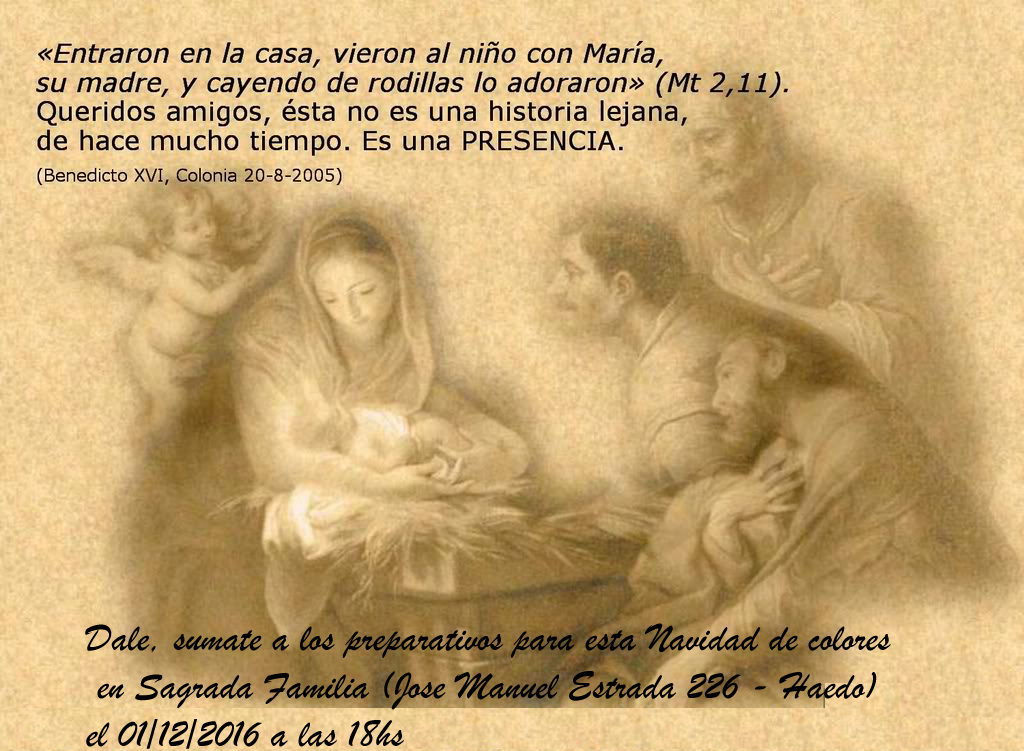 «Entraron en la casa, vieron al niño con María,
su madre, y cayendo de rodillas lo adoraron» (Mt 2,11).
Queridos amigos, ésta no es una historia lejana,
de hace mucho tiempo. Es una PRESENCIA.
(Benedicto XVI, Colonia 20-8-2005)
Dale, sumate a los preparativos para esta Navidad de colores
en Sagrada Familia (Jose Manuel Estrada 226 - Haedo)
el 01/12/2016 a las 18hs